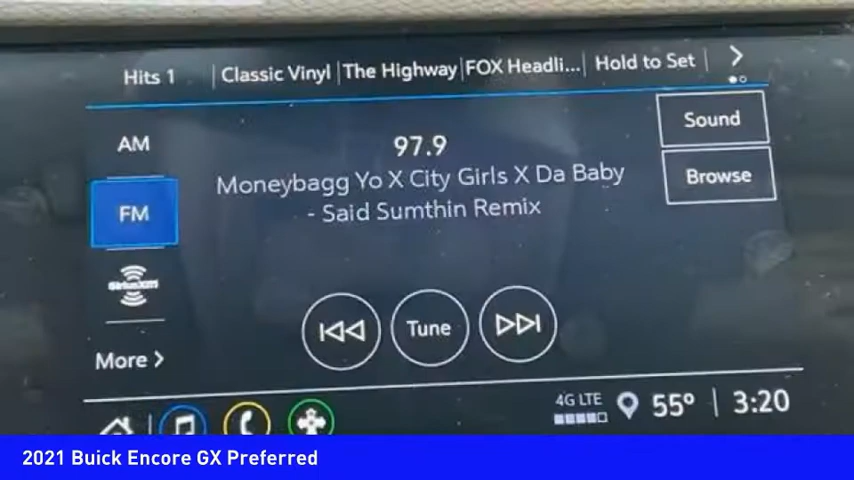 Hits 1 | Classic Vinyl | The Highway | FOX Headli... | Hold to Set |
AM
97.9
Sound
Moneybagg Yo X City Girls X Da Baby
- Said Sumthin Remix
Browse
FM
SiriusXM
Tune
More
4G LTE
55° | 3:20
2021 Buick Encore GX Preferred